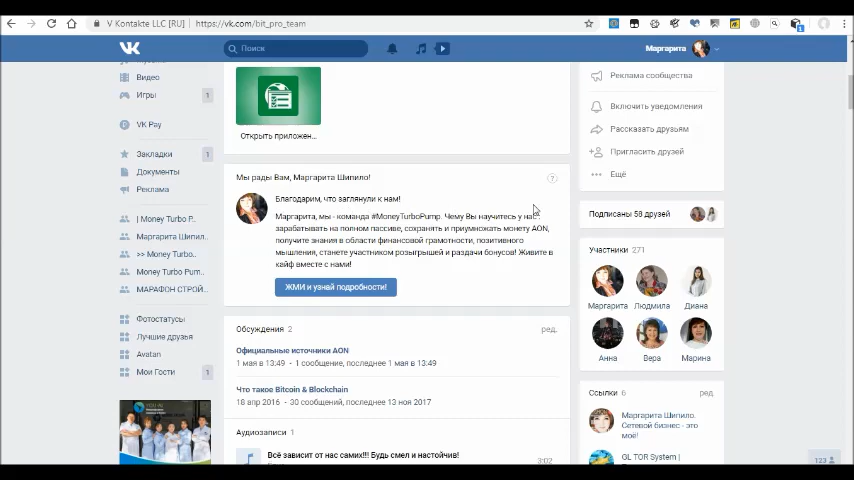 V Kontakte LLC [RU] | https://vk.com/bit_pro_team
Поиск
Маргарита
Видео
Игры
1
VK Pay
Закладки
1
Документы
Реклама
| Money Turbo P..
Маргарита Шипил..
>> Money Turbo..
Money Turbo Pum..
МАРАФОН СТРОЙ..
Фотостатусы
Лучшие друзья
Avatan
Мои Гости
1
Открыть приложен...
Мы рады Вам, Маргарита Шипило!
?
Благодарим, что заглянули к нам!
Маргарита, мы - команда #MoneyTurboPump. Чему Вы научитесь у нас:
зарабатывать на полном пассиве, сохранять и приумножать монету AON,
получите знания в области финансовой грамотности, позитивного
мышления, станете участником розыгрышей и раздачи бонусов! Живите в
кайф вместе с нами!
ЖМИ и узнай подробности!
Обсуждения 2
ред.
Официальные источники AON
1 мая в 13:49 - 1 сообщение, последнее 1 мая в 13:49
Что такое Bitcoin & Blockchain
18 апр 2016 - 30 сообщений, последнее 13 ноя 2017
Аудиозаписи 1
Всё зависит от нас самих!!! Будь смел и настойчив!
3:02
Реклама сообщества
Включить уведомления
Рассказать друзьям
Пригласить друзей
Ещё
Подписаны 58 друзей
Участники 271
Маргарита
Людмила
Диана
Анна
Вера
Марина
Ссылки 6
ред.
Маргарита Шипило.
Сетевой бизнес - это
моё!
GL TOR System |
123